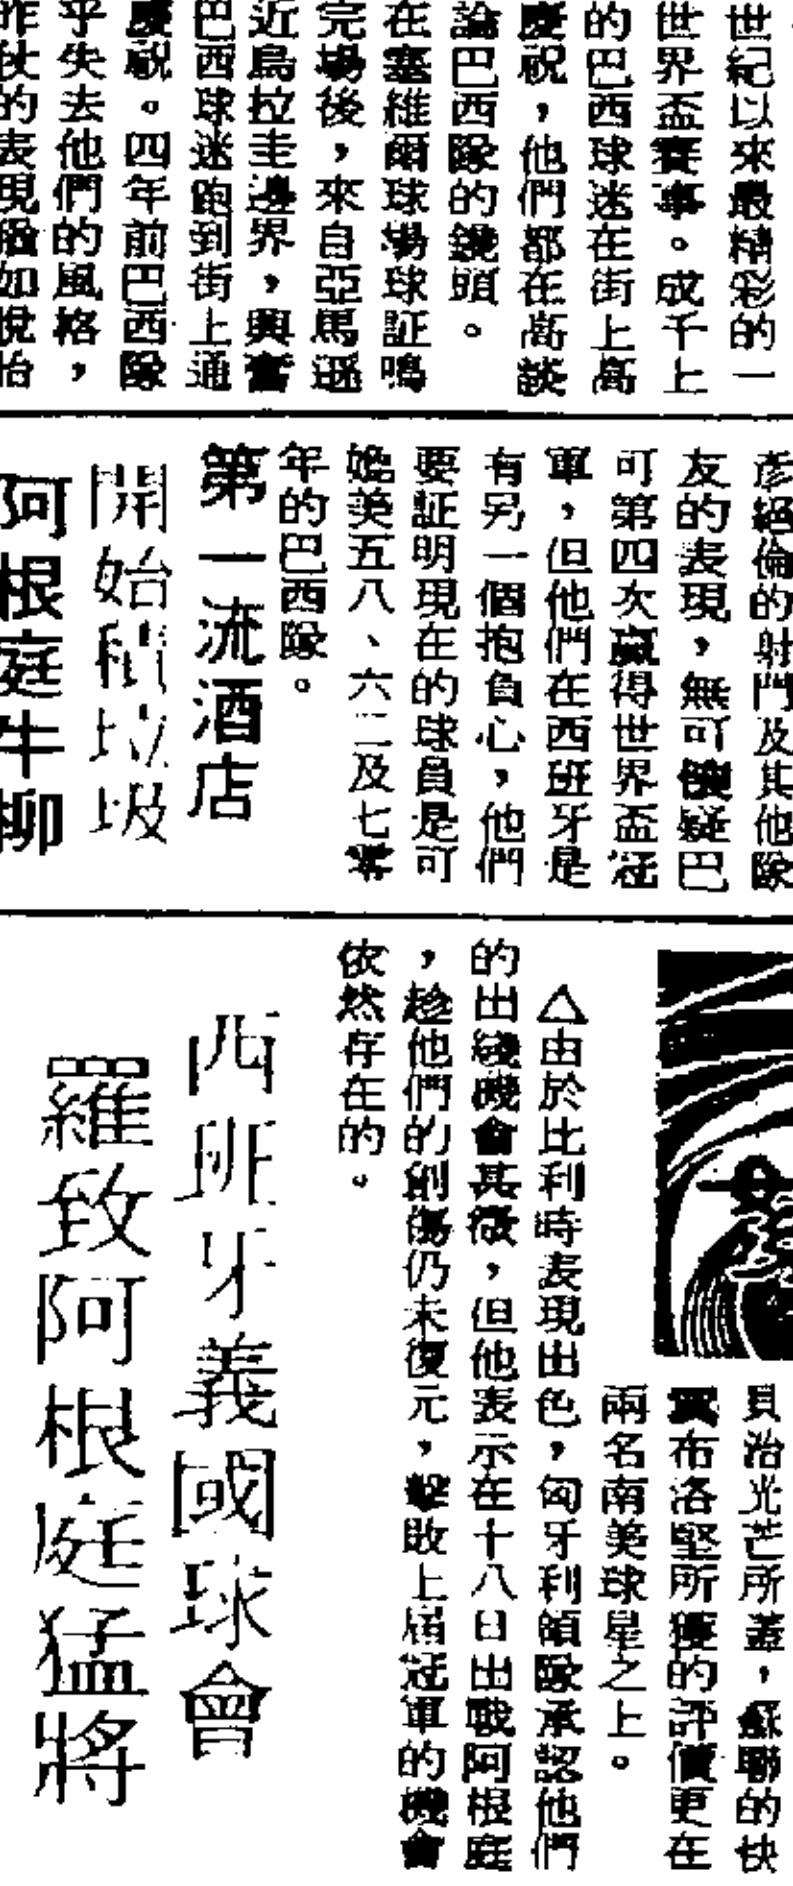 世紀以來最精彩的一
世界盃賽事。成千上
的巴西球迷在街上高
慶祝，他們都在高談
論巴西隊的鏡頭。
在塞維爾球場球証鳴
完場後，來自亞馬遜
近烏拉圭邊界，興奮
巴西球迷跑到街上通
慶祝。四年前巴西隊
乎失去他們的風格，
昨仗的表現猶如脫胎
彥絕倫的射門及其他隊
友的表現，無可懷疑巴
可第四次贏得世界盃冠
軍，但他們在西班牙是
有另一個抱負心，他們
要証明現在的球員是可
媲美五八、六二及七零
年的巴西隊。
第一流酒店
開始積垃圾
阿根庭牛柳
貝治光芒所蓋，蘇聯的快
布洛堅所獲的評價更在
兩名南美球星之上。
△由於比利時表現出色，匈牙利領隊承認他們
的出綫機會甚微，但他表示在十八日出戰阿根庭
，趁他們的創傷仍未復元，擊敗上屆冠軍的機會
依然存在的。
西班牙義國球會
羅致阿根庭猛將